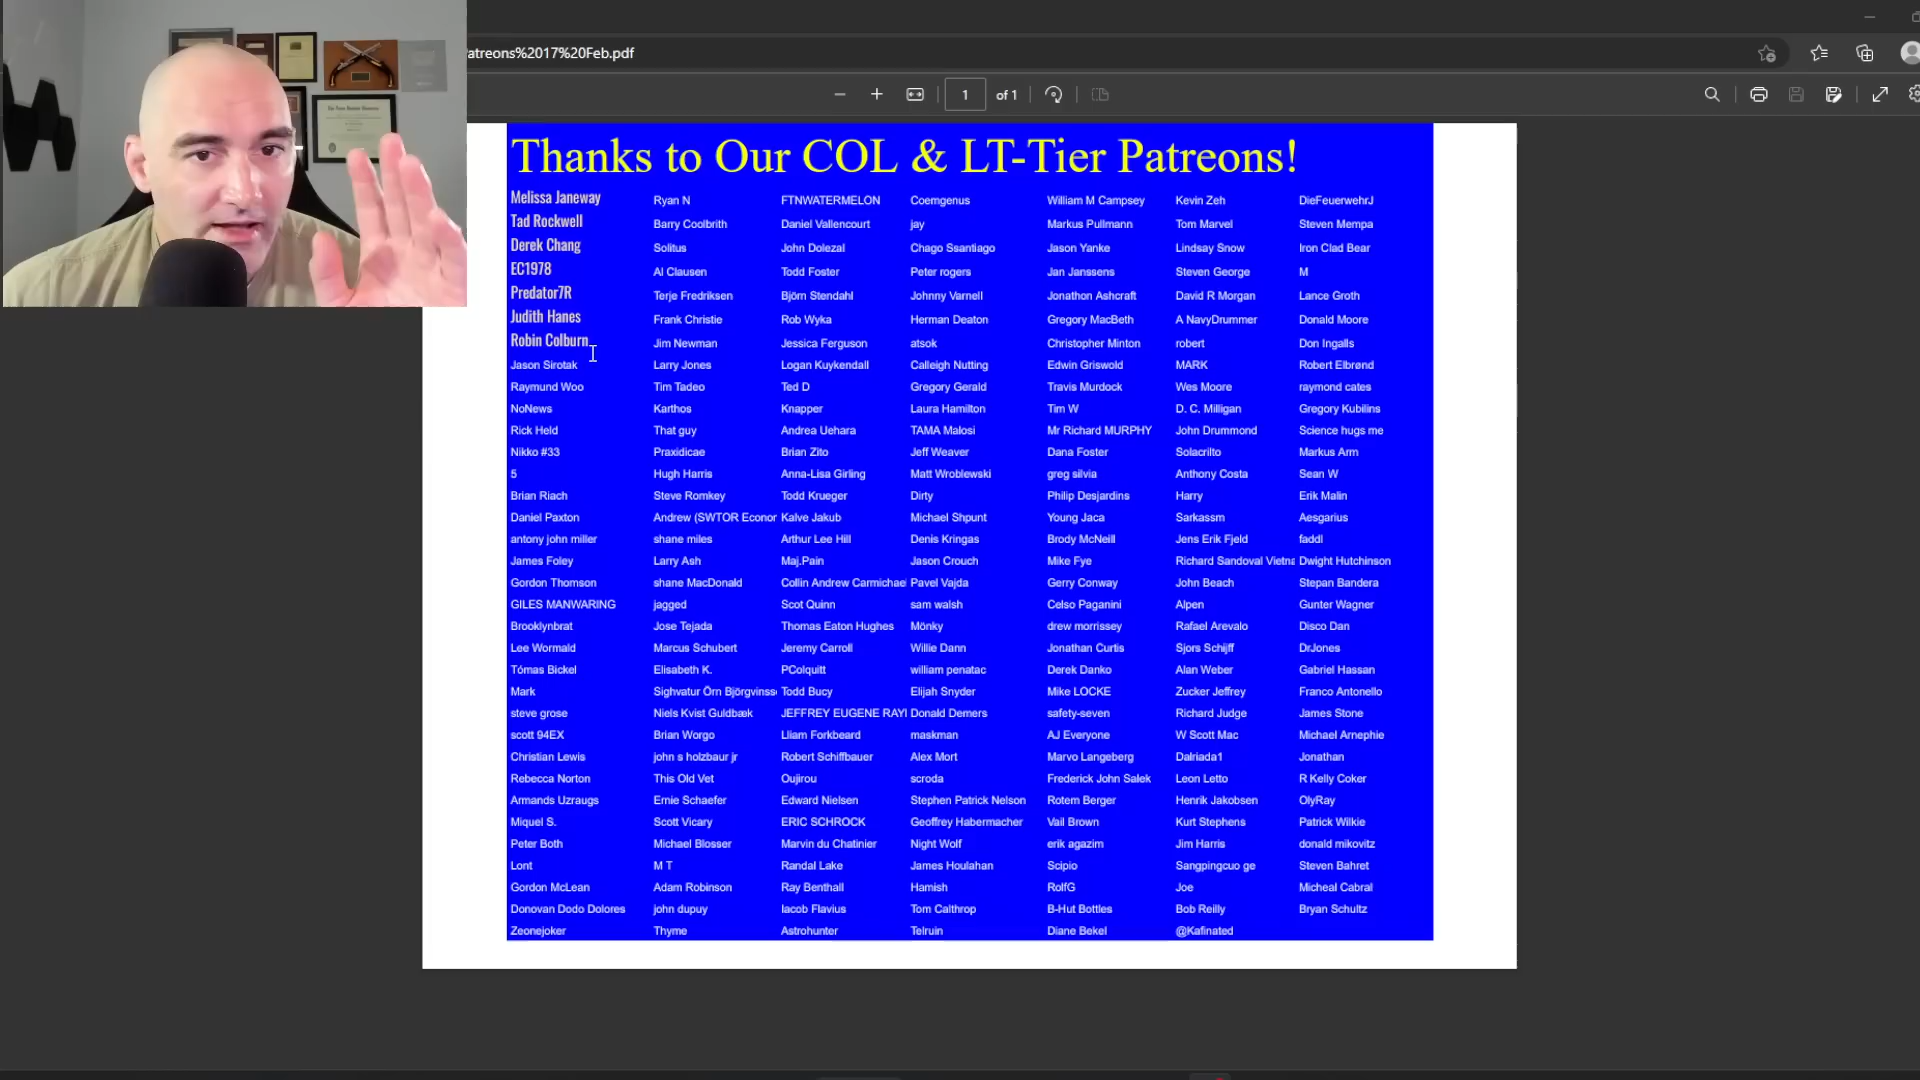 atreons%2017%20Feb.pdf
1 of 1
Thanks to Our COL & LT-Tier Patreons!
Melissa Janeway Ryan N FTNWATERMELON Coemgenus William M Campsey Kevin Zeh DieFeuerwehrJ
Tad Rockwell Barry Coolbrith Daniel Vallencourt jay Markus Pullmann Tom Marvel Steven Mempa
Derek Chang Solitus John Dolezal Chago Ssantiago Jason Yanke Lindsay Snow Iron Clad Bear
EC1978 Al Clausen Todd Foster Peter rogers Jan Janssens Steven George M
Predator7R Terje Fredriksen Björn Stendahl Johnny Varnell Jonathon Ashcraft David R Morgan Lance Groth
Judith Hanes Frank Christie Rob Wyka Herman Deaton Gregory MacBeth A NavyDrummer Donald Moore
Robin Colburn Jim Newman Jessica Ferguson atsok Christopher Minton robert Don Ingalls
Jason Sirotak Larry Jones Logan Kuykendall Calleigh Nutting Edwin Griswold MARK Robert Elbrønd
Raymund Woo Tim Tadeo Ted D Gregory Gerald Travis Murdock Wes Moore raymond cates
NoNews Karthos Knapper Laura Hamilton Tim W D. C. Milligan Gregory Kubilins
Rick Held That guy Andrea Uehara TAMA Malosi Mr Richard MURPHY John Drummond Science hugs me
Nikko #33 Praxidicae Brian Zito Jeff Weaver Dana Foster Solacrilto Markus Arm
5 Hugh Harris Anna-Lisa Girling Matt Wroblewski greg silvia Anthony Costa Sean W
Brian Riach Steve Romkey Todd Krueger Dirty Philip Desjardins Harry Erik Malin
Daniel Paxton Andrew (SWTOR Econor Kalve Jakub Michael Shpunt Young Jaca Sarkassm Aesgarius
antony john miller shane miles Arthur Lee Hill Denis Kringas Brody McNeill Jens Erik Fjeld faddl
James Foley Larry Ash Maj.Pain Jason Crouch Mike Fye Richard Sandoval Vietna Dwight Hutchinson
Gordon Thomson shane MacDonald Collin Andrew Carmichae Pavel Vajda Gerry Conway John Beach Stepan Bandera
GILES MANWARING jagged Scot Quinn sam walsh Celso Paganini Alpen Gunter Wagner
Brooklynbrat Jose Tejada Thomas Eaton Hughes Mönky drew morrissey Rafael Arevalo Disco Dan
Lee Wormald Marcus Schubert Jeremy Carroll Willie Dann Jonathan Curtis Sjors Schijff DrJones
Tómas Bickel Elisabeth K. PColquitt william penatac Derek Danko Alan Weber Gabriel Hassan
Mark Sighvatur Örn Björgvinss Todd Bucy Elijah Snyder Mike LOCKE Zucker Jeffrey Franco Antonello
steve grose Niels Kvist Guldbæk JEFFREY EUGENE RAYI Donald Demers safety-seven Richard Judge James Stone
scott 94EX Brian Worgo Lliam Forkbeard maskman AJ Everyone W Scott Mac Michael Arnephie
Christian Lewis john s holzbaur jr Robert Schiffbauer Alex Mort Marvo Langeberg Dalriada1 Jonathan
Rebecca Norton This Old Vet Oujirou scroda Frederick John Salek Leon Letto R Kelly Coker
Armands Uzraugs Ernie Schaefer Edward Nielsen Stephen Patrick Nelson Rotem Berger Henrik Jakobsen OlyRay
Miquel S. Scott Vicary ERIC SCHROCK Geoffrey Habermacher Vail Brown Kurt Stephens Patrick Wilkie
Peter Both Michael Blosser Marvin du Chatinier Night Wolf erik agazim Jim Harris donald mikovitz
Lont M T Randal Lake James Houlahan Scipio Sangpingcuo ge Steven Bahret
Gordon McLean Adam Robinson Ray Benthall Hamish RolfG Joe Micheal Cabral
Donovan Dodo Dolores john dupuy Iacob Flavius Tom Calthrop B-Hut Bottles Bob Reilly Bryan Schultz
Zeonejoker Thyme Astrohunter Telruin Diane Bekel @Kafinated